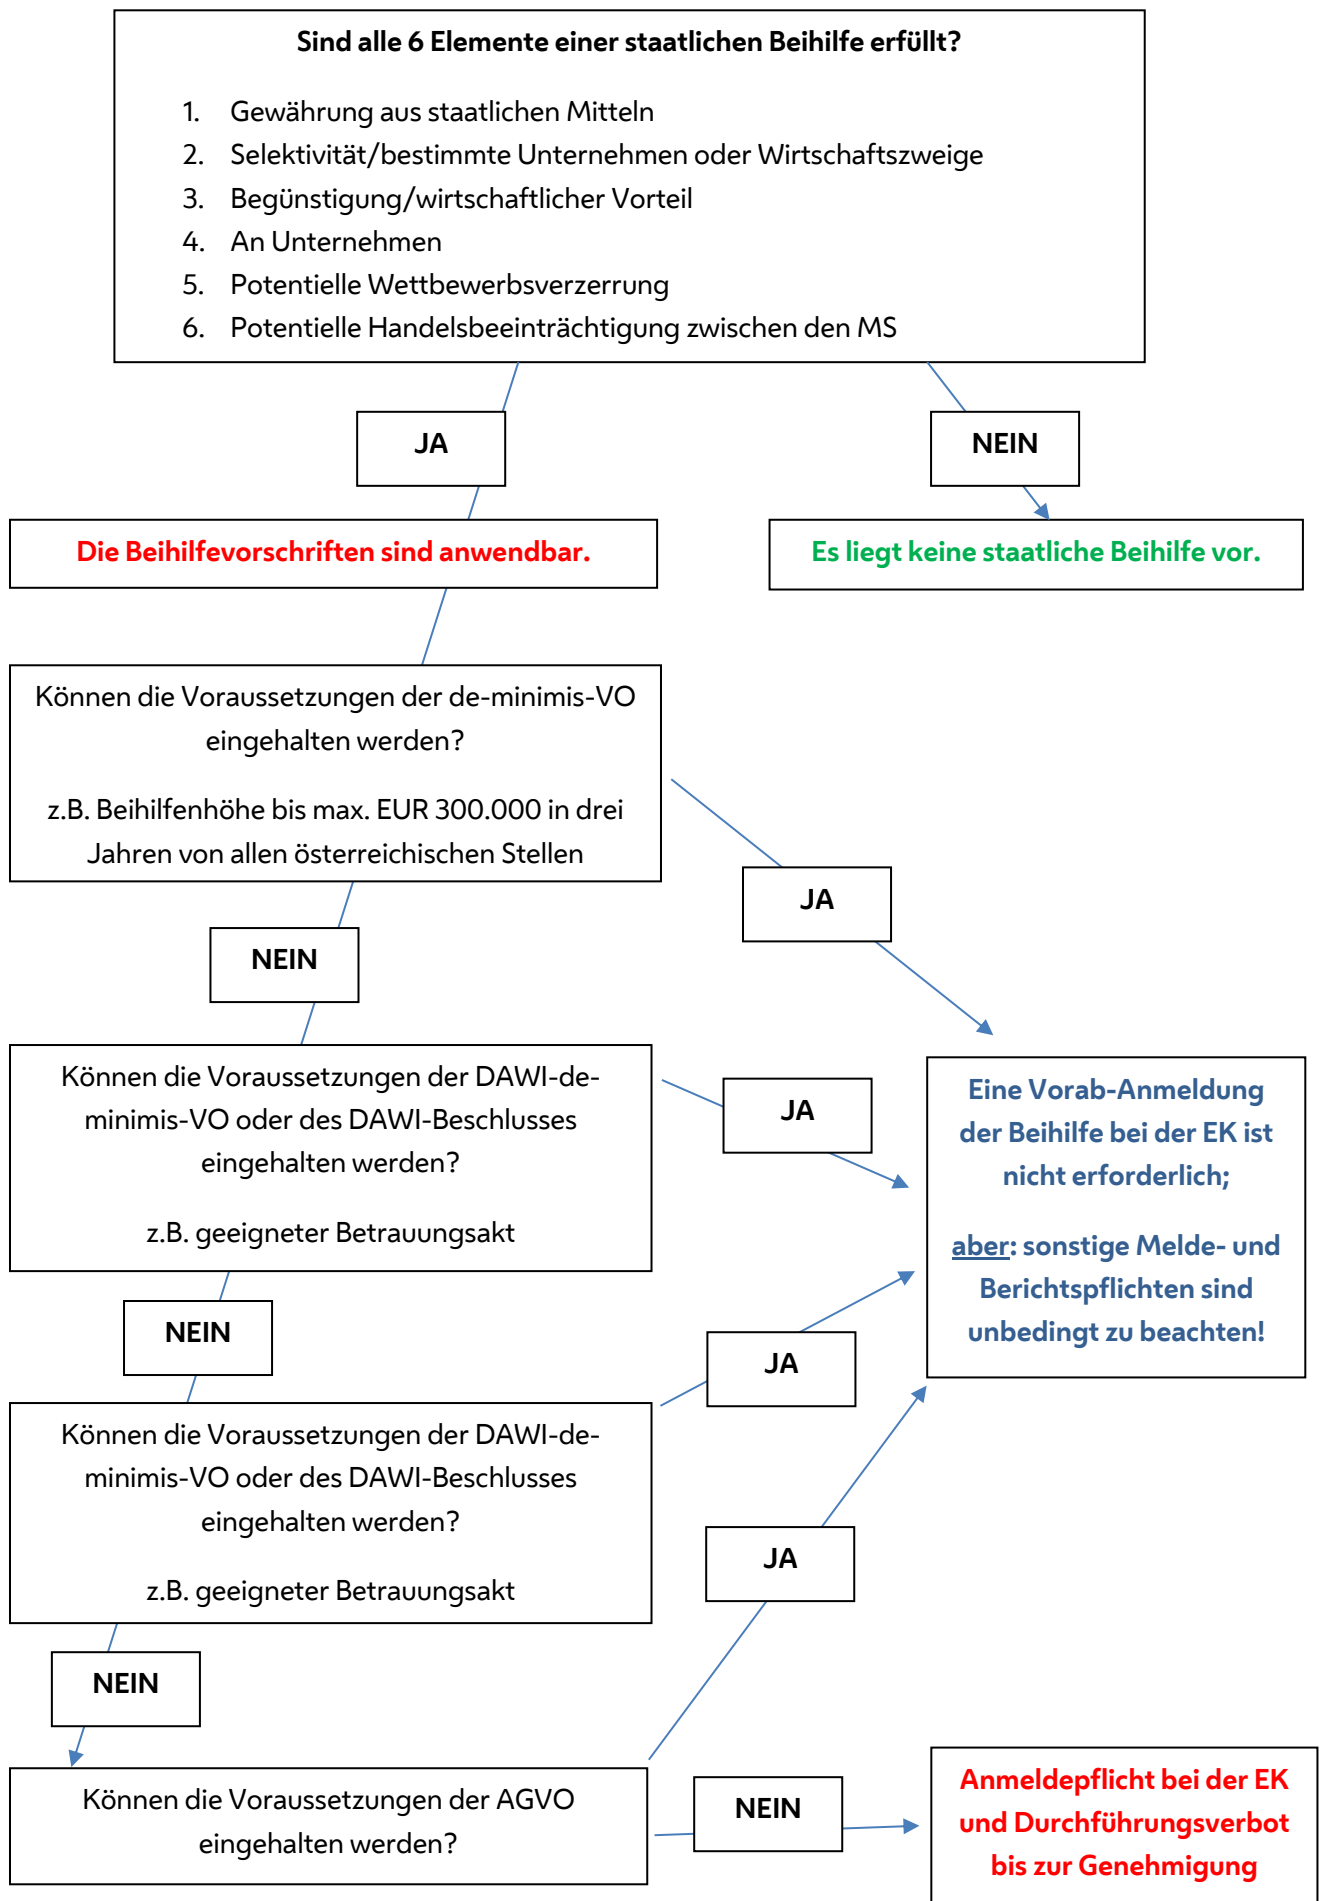 Sind alle 6 Elemente einer staatlichen Beihilfe erfüllt?
1. Gewährung aus staatlichen Mitteln
2. Selektivität/bestimmte Unternehmen oder Wirtschaftszweige
3. Begünstigung/wirtschaftlicher Vorteil
4. An Unternehmen
5. Potentielle Wettbewerbsverzerrung
6. Potentielle Handelsbeeinträchtigung zwischen den MS
JA
NEIN
Die Beihilfevorschriften sind anwendbar.
Es liegt keine staatliche Beihilfe vor.
Können die Voraussetzungen der de-minimis-VO
eingehalten werden?
z.B. Beihilfenhöhe bis max. EUR 300.000 in drei
Jahren von allen österreichischen Stellen
JA
NEIN
Können die Voraussetzungen der DAWI-de-
minimis-VO oder des DAWI-Beschlusses
eingehalten werden?
z.B. geeigneter Betrauungsakt
JA
Eine Vorab-Anmeldung
der Beihilfe bei der EK ist
nicht erforderlich;
aber: sonstige Melde- und
Berichtspflichten sind
unbedingt zu beachten!
NEIN
JA
Können die Voraussetzungen der DAWI-de-
minimis-VO oder des DAWI-Beschlusses
eingehalten werden?
z.B. geeigneter Betrauungsakt
JA
NEIN
Können die Voraussetzungen der AGVO
eingehalten werden?
NEIN
Anmeldepflicht bei der EK
und Durchführungsverbot
bis zur Genehmigung